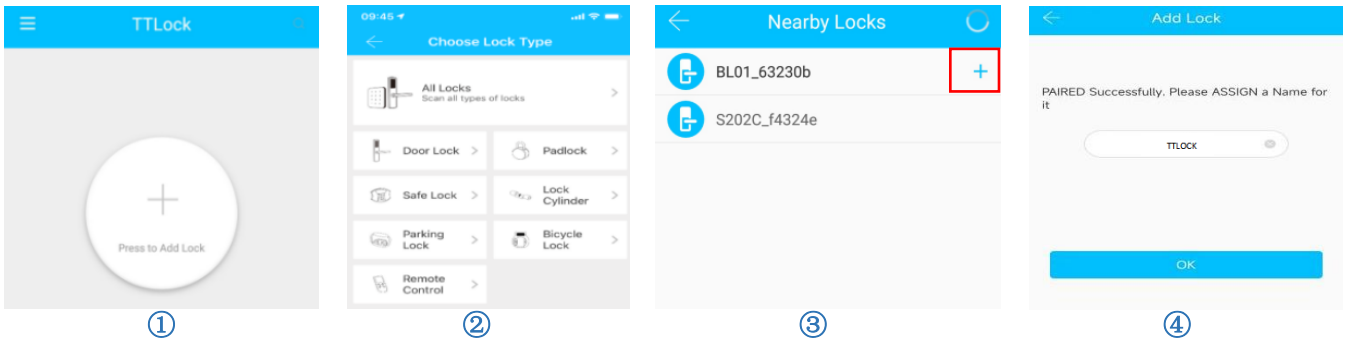 TTLock
Press to Add Lock
①
09:45
Choose Lock Type
All Locks
Scan all types of locks
Door Lock
Padlock
Safe Lock
Lock
Cylinder
Parking
Lock
Bicycle
Lock
Remote
Control
②
Nearby Locks
BL01_63230b
+
S202C_f4324e
③
Add Lock
PAIRED Successfully. Please ASSIGN a Name for
it
TTLOCK
OK
④